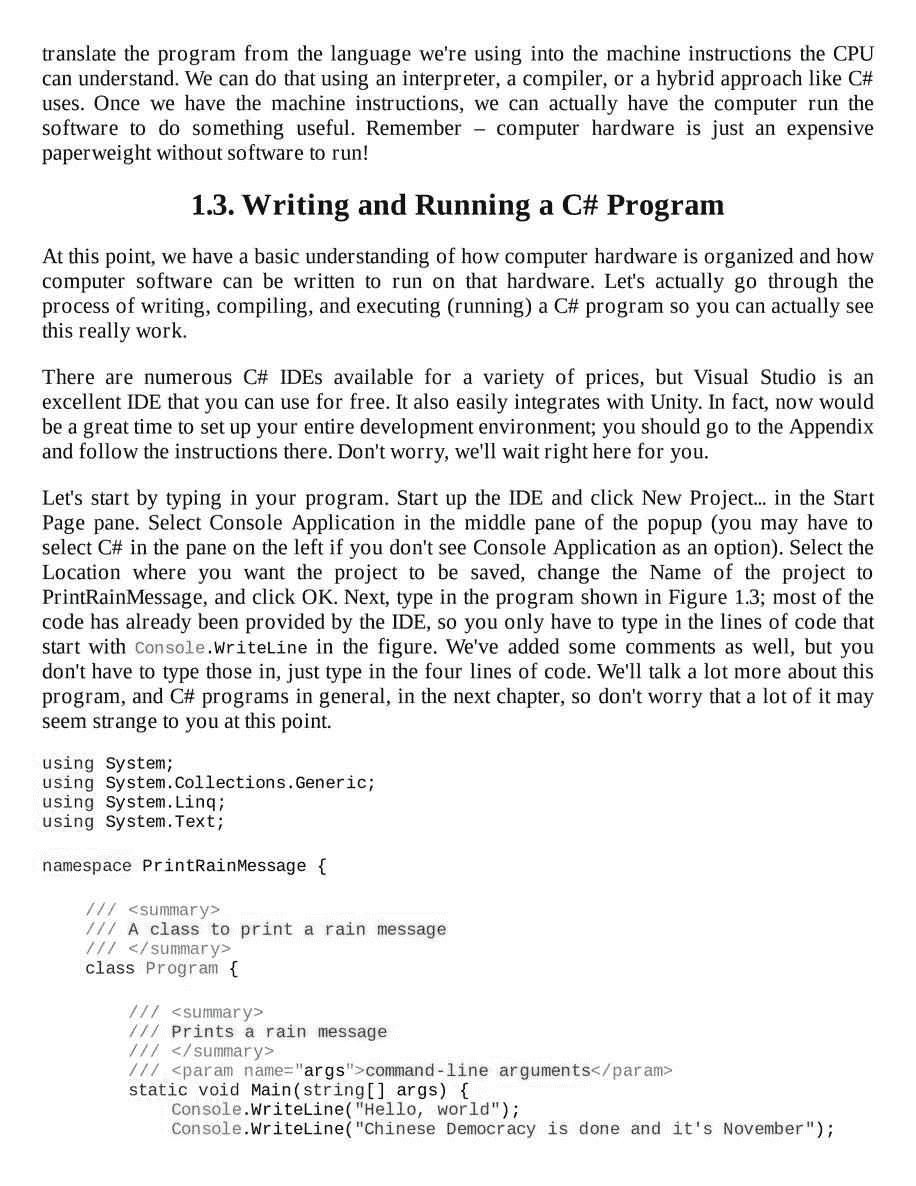 translate the program from the language we're using into the machine instructions the CPU
can understand. We can do that using an interpreter, a compiler, or a hybrid approach like C#
uses. Once we have the machine instructions, we can actually have the computer run the
software to do something useful. Remember – computer hardware is just an expensive
paperweight without software to run!
1.3. Writing and Running a C# Program
At this point, we have a basic understanding of how computer hardware is organized and how
computer software can be written to run on that hardware. Let's actually go through the
process of writing, compiling, and executing (running) a C# program so you can actually see
this really work.
There are numerous C# IDEs available for a variety of prices, but Visual Studio is an
excellent IDE that you can use for free. It also easily integrates with Unity. In fact, now would
be a great time to set up your entire development environment; you should go to the Appendix
and follow the instructions there. Don't worry, we'll wait right here for you.
Let's start by typing in your program. Start up the IDE and click New Project... in the Start
Page pane. Select Console Application in the middle pane of the popup (you may have to
select C# in the pane on the left if you don't see Console Application as an option). Select the
Location where you want the project to be saved, change the Name of the project to
PrintRainMessage, and click OK. Next, type in the program shown in Figure 1.3; most of the
code has already been provided by the IDE, so you only have to type in the lines of code that
start with Console.WriteLine in the figure. We've added some comments as well, but you
don't have to type those in, just type in the four lines of code. We'll talk a lot more about this
program, and C# programs in general, in the next chapter, so don't worry that a lot of it may
seem strange to you at this point.
using System;
using System.Collections.Generic;
using System.Linq;
using System.Text;
namespace PrintRainMessage {
/// <summary>
/// A class to print a rain message
/// </summary>
class Program {
/// <summary>
/// Prints a rain message
/// </summary>
/// <param name="args">command-line arguments</param>
static void Main(string[] args) {
Console.WriteLine("Hello, world");
Console.WriteLine("Chinese Democracy is done and it's November");